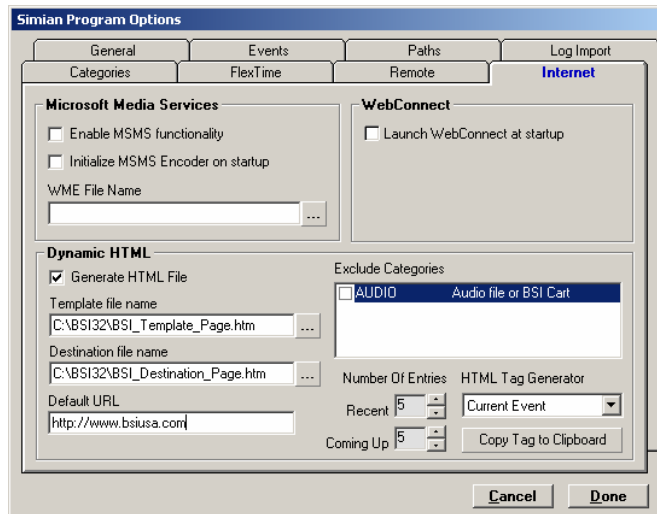 Simian Program Options
General Events Paths Log Import
Categories FlexTime Remote Internet
Microsoft Media Services
Enable MSMS functionality
Initialize MSMS Encoder on startup
WME File Name
...
WebConnect
Launch WebConnect at startup
Dynamic HTML
Generate HTML File
Template file name
C:\BSI32\BSI_Template_Page.htm ...
Destination file name
C:\BSI32\BSI_Destination_Page.htm ...
Default URL
http://www.bsiusa.com
Exclude Categories
AUDIO Audio file or BSI Cart
Number Of Entries
Recent 5
Coming Up 5
HTML Tag Generator
Current Event
Copy Tag to Clipboard
Cancel Done